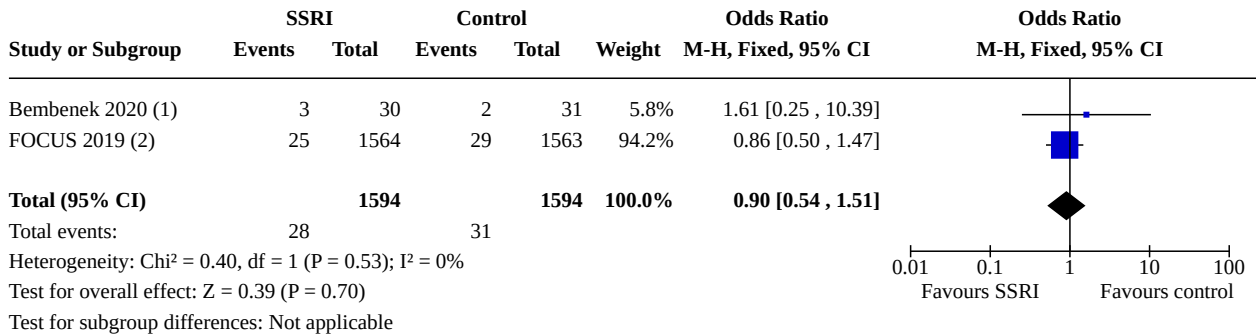 SSRI Control Odds Ratio Odds Ratio
Study or Subgroup Events Total Events Total Weight M-H, Fixed, 95% CI M-H, Fixed, 95% CI
Bembenek 2020 (1) 3 30 2 31 5.8% 1.61 [0.25 , 10.39]
FOCUS 2019 (2) 25 1564 29 1563 94.2% 0.86 [0.50 , 1.47]
Total (95% CI) 1594 1594 100.0% 0.90 [0.54 , 1.51]
Total events: 28 31
Heterogeneity: Chi² = 0.40, df = 1 (P = 0.53); I² = 0%
0.01 0.1 1 10 100
Test for overall effect: Z = 0.39 (P = 0.70) Favours SSRI Favours control
Test for subgroup differences: Not applicable